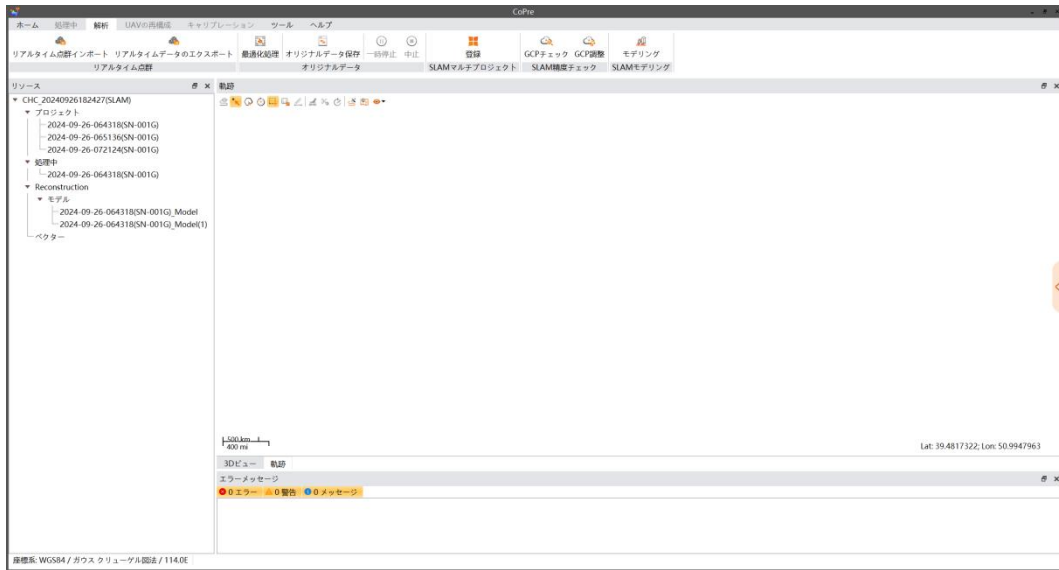 CoPre
ホーム 処理中 解析 UAVの再構成 キャリブレーション ツール ヘルプ
リアルタイム点群インポート リアルタイムデータのエクスポート 最適化処理 オリジナルデータ保存 一時停止 中止 登録 GCPチェック GCP調整 モデリング
リアルタイム点群 オリジナルデータ SLAMマルチプロジェクト SLAM精度チェック SLAMモデリング
リソース 軌跡
CHC_20240926182427(SLAM)
プロジェクト
2024-09-26-064318(SN-001G)
2024-09-26-065136(SN-001G)
2024-09-26-072124(SN-001G)
処理中
2024-09-26-064318(SN-001G)
Reconstruction
モデル
2024-09-26-064318(SN-001G)_Model
2024-09-26-064318(SN-001G)_Model(1)
ベクター
500 km
400 mi
Lat: 39.4817322; Lon: 50.9947963
3Dビュー 軌跡
エラーメッセージ
0 エラー 0 警告 0 メッセージ
座標系: WGS84 / ガウス クリューゲル図法 / 114.0E